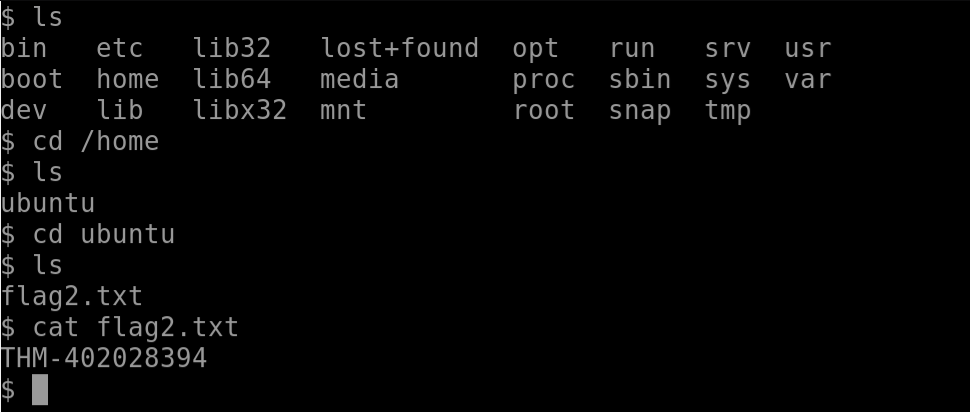 $ ls
bin   etc   lib32   lost+found  opt   run   srv  usr
boot  home  lib64   media       proc  sbin  sys  var
dev   lib   libx32  mnt         root  snap  tmp
$ cd /home
$ ls
ubuntu
$ cd ubuntu
$ ls
flag2.txt
$ cat flag2.txt
THM-402028394
$